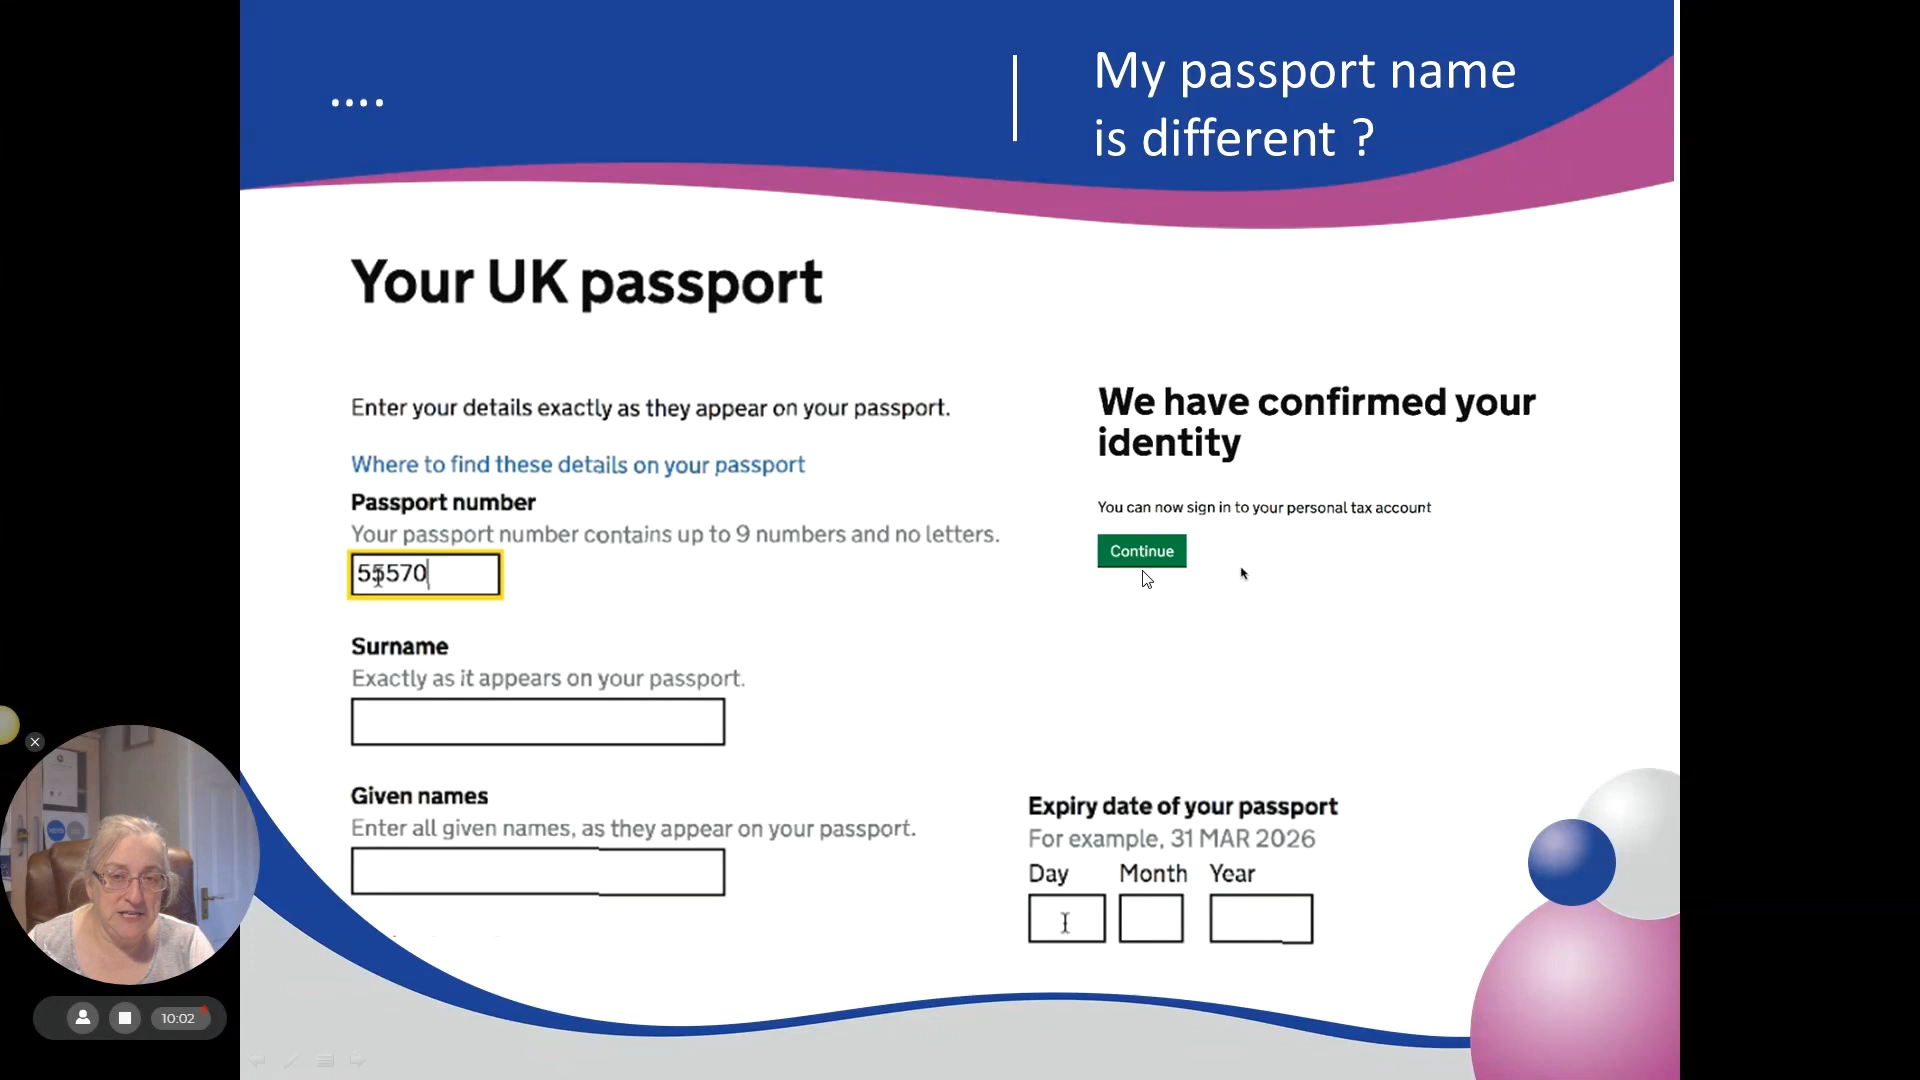 ....
My passport name
is different ?
Your UK passport
Enter your details exactly as they appear on your passport.
Where to find these details on your passport
Passport number
Your passport number contains up to 9 numbers and no letters.
55570
Surname
Exactly as it appears on your passport.
Given names
Enter all given names, as they appear on your passport.
We have confirmed your
identity
You can now sign in to your personal tax account
Continue
Expiry date of your passport
For example, 31 MAR 2026
Day Month Year
10:02